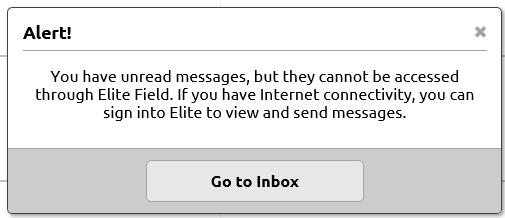 Alert!
You have unread messages, but they cannot be accessed
through Elite Field. If you have Internet connectivity, you can
sign into Elite to view and send messages.
Go to Inbox